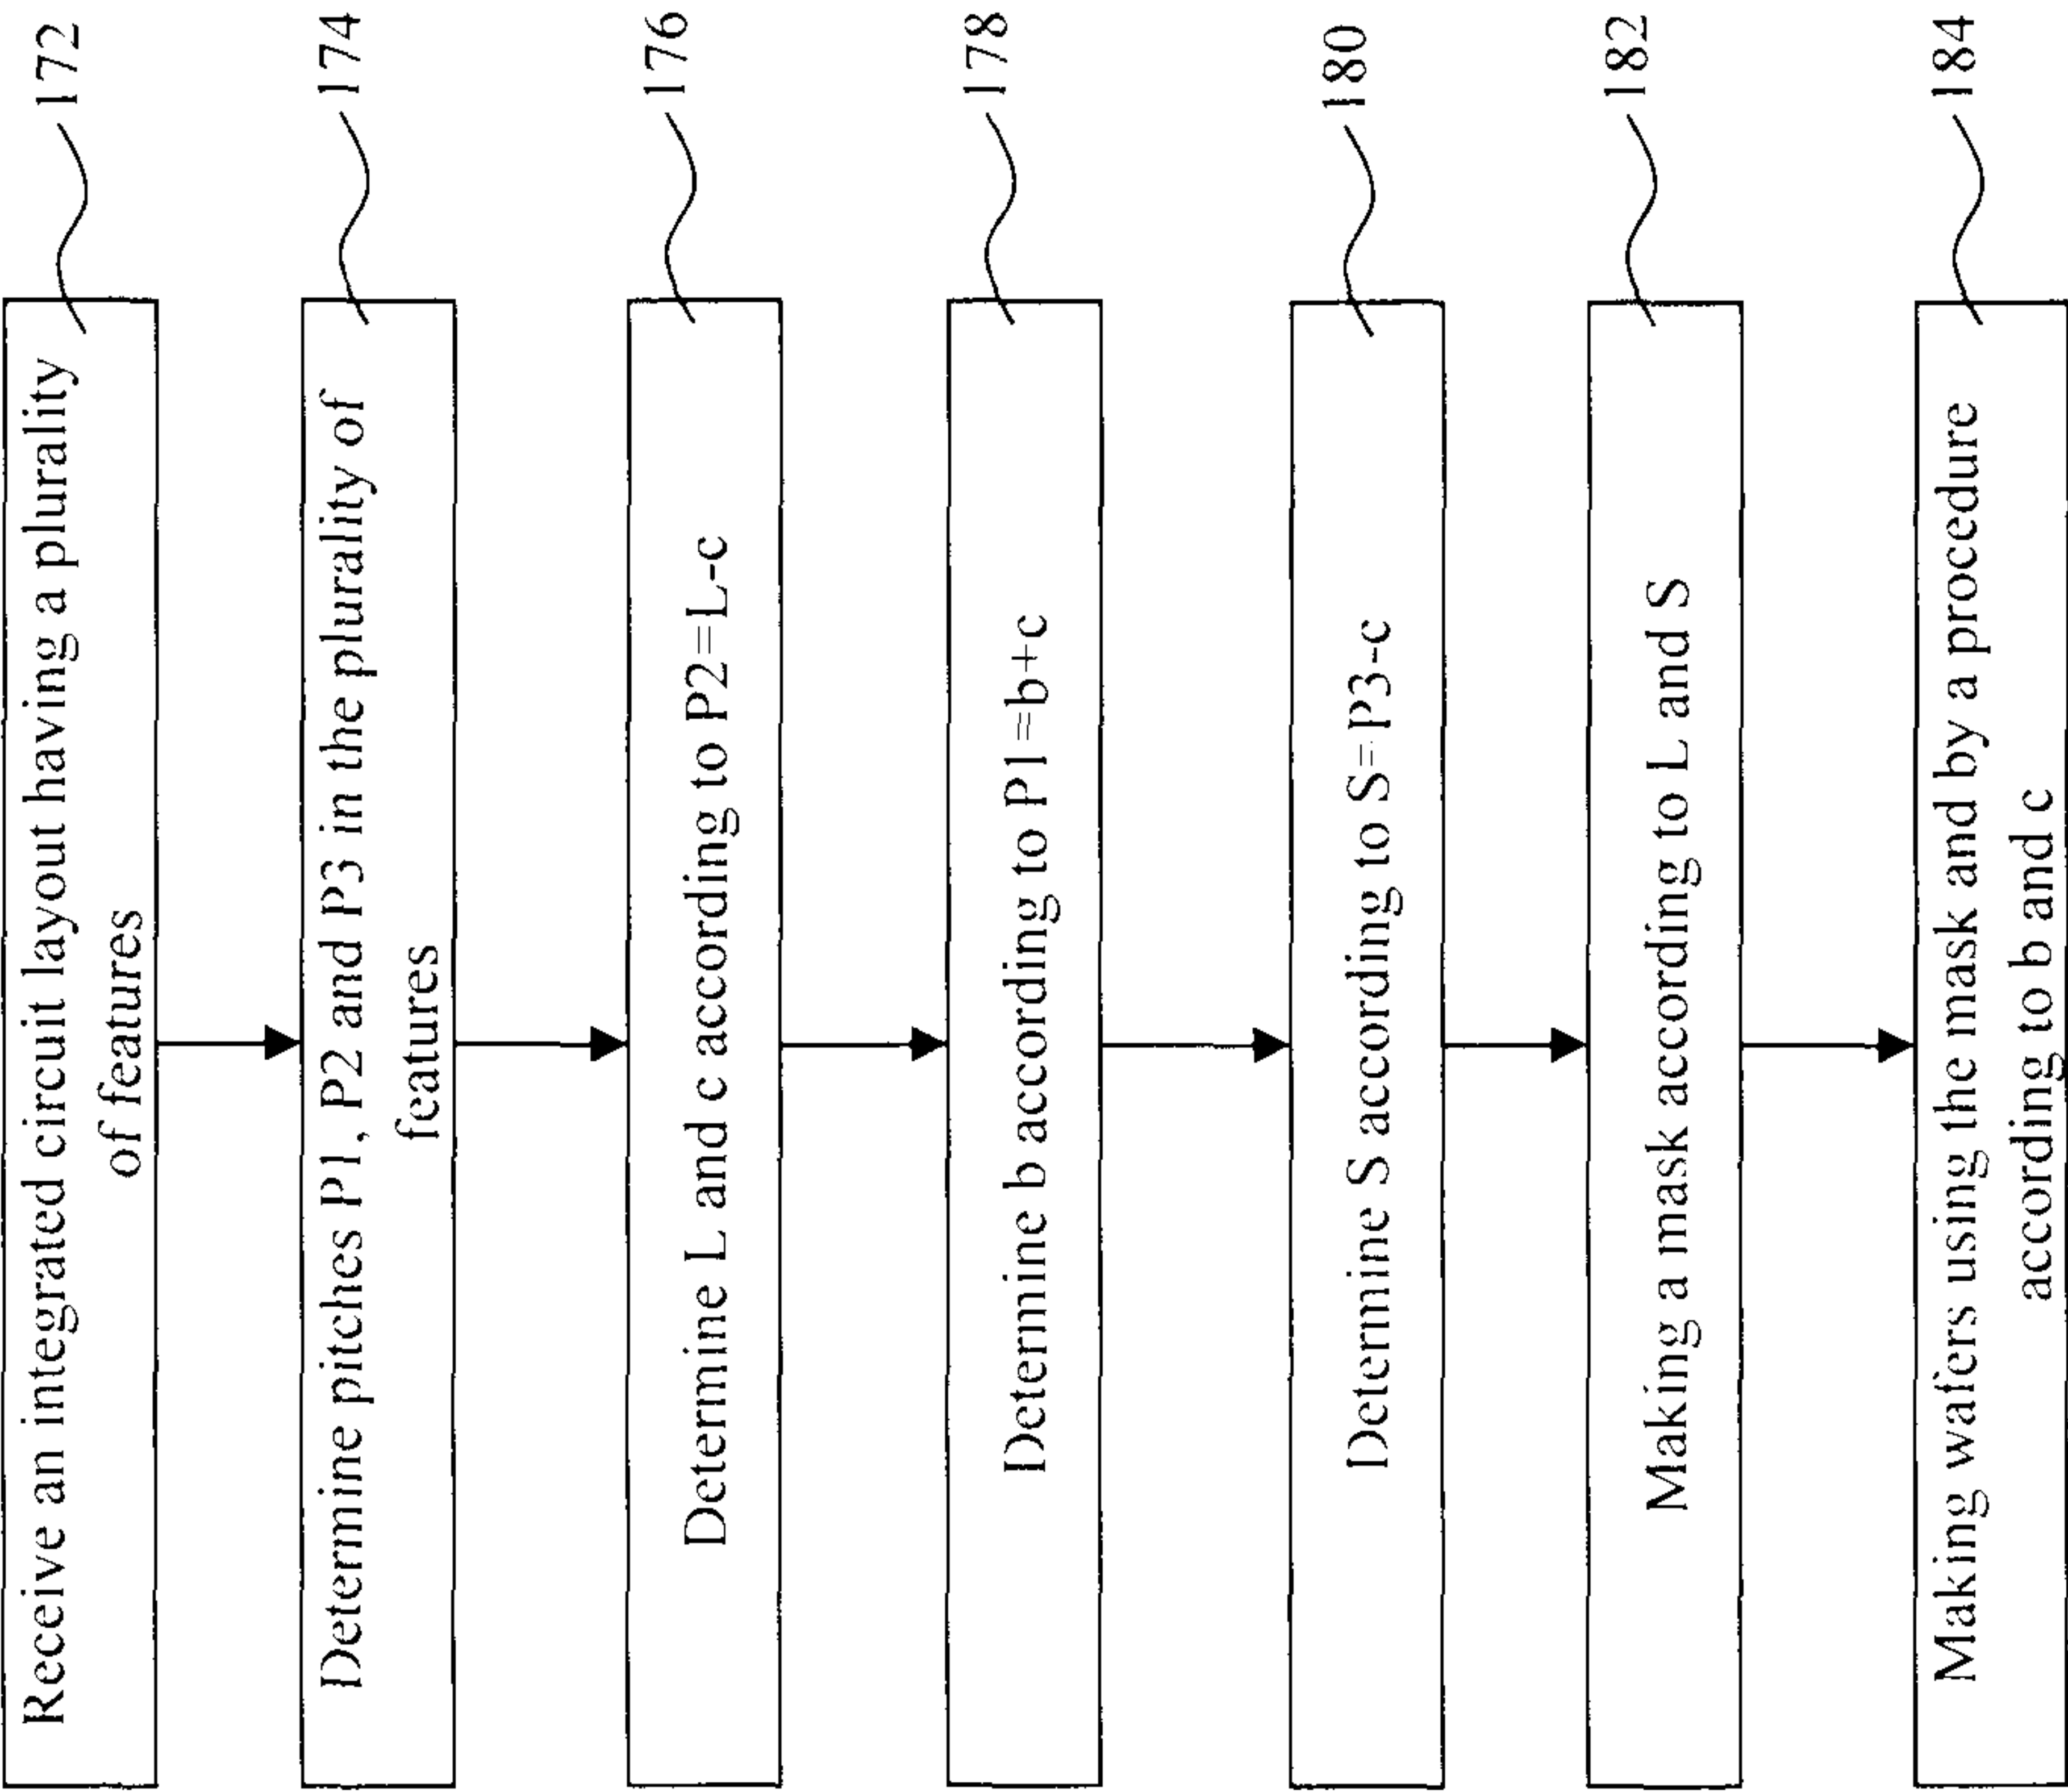 Receive an integrated circuit layout having a plurality
of features
172
Determine pitches P1, P2 and P3 in the plurality of
features
174
Determine L and c according to P2=L-c
176
Determine b according to P1=b+c
178
Determine S according to S=P3-c
180
Making a mask according to L and S
182
Making wafers using the mask and by a procedure
according to b and c
184